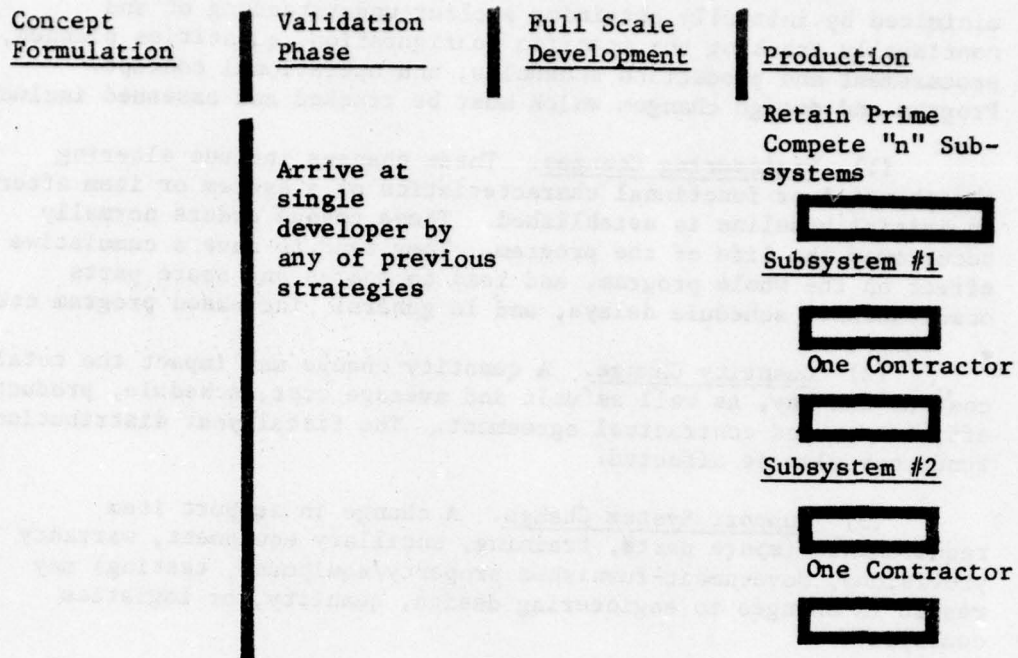 Concept
Formulation
Validation
Phase
Full Scale
Development
Production
Arrive at
single
developer by
any of previous
strategies
Retain Prime
Compete "n" Sub-
systems
Subsystem #1
One Contractor
Subsystem #2
One Contractor